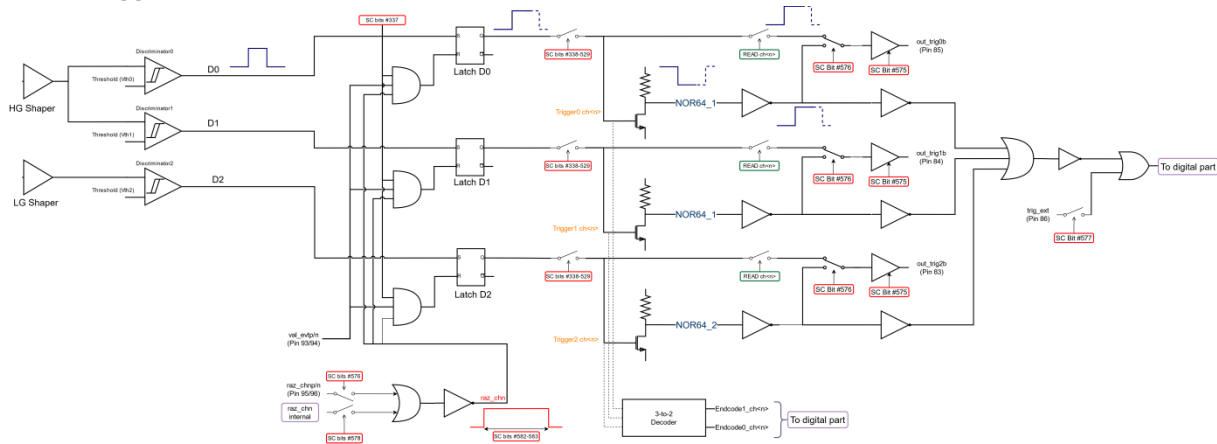 SC bits #337
Discriminator0
D0
Threshold (Vth0)
HG Shaper
Latch D0
SC bits #338-529
READ ch<n>
SC Bit #576
SC Bit #575
out_trig0b
(Pin 85)
Trigger0 ch<n>
NOR64_1
Discriminator1
D1
Threshold (Vth1)
Latch D1
SC bits #338-529
READ ch<n>
SC Bit #576
SC Bit #575
out_trig1b
(Pin 84)
To digital part
trig_ext
(Pin 86)
SC Bit #577
Trigger1 ch<n>
NOR64_1
Discriminator2
D2
Threshold (Vth2)
LG Shaper
Latch D2
SC bits #338-529
READ ch<n>
SC Bit #576
SC Bit #575
out_trig2b
(Pin 83)
Trigger2 ch<n>
NOR64_2
val_evtp/n
(Pin 93/94)
SC bits #576
raz_chnp/n
(Pin 95/96)
raz_chn
internal
SC bits #578
raz_chn
SC bits #582-583
3-to-2
Decoder
Endcode1_ch<n>
Endcode0_ch<n>
To digital part